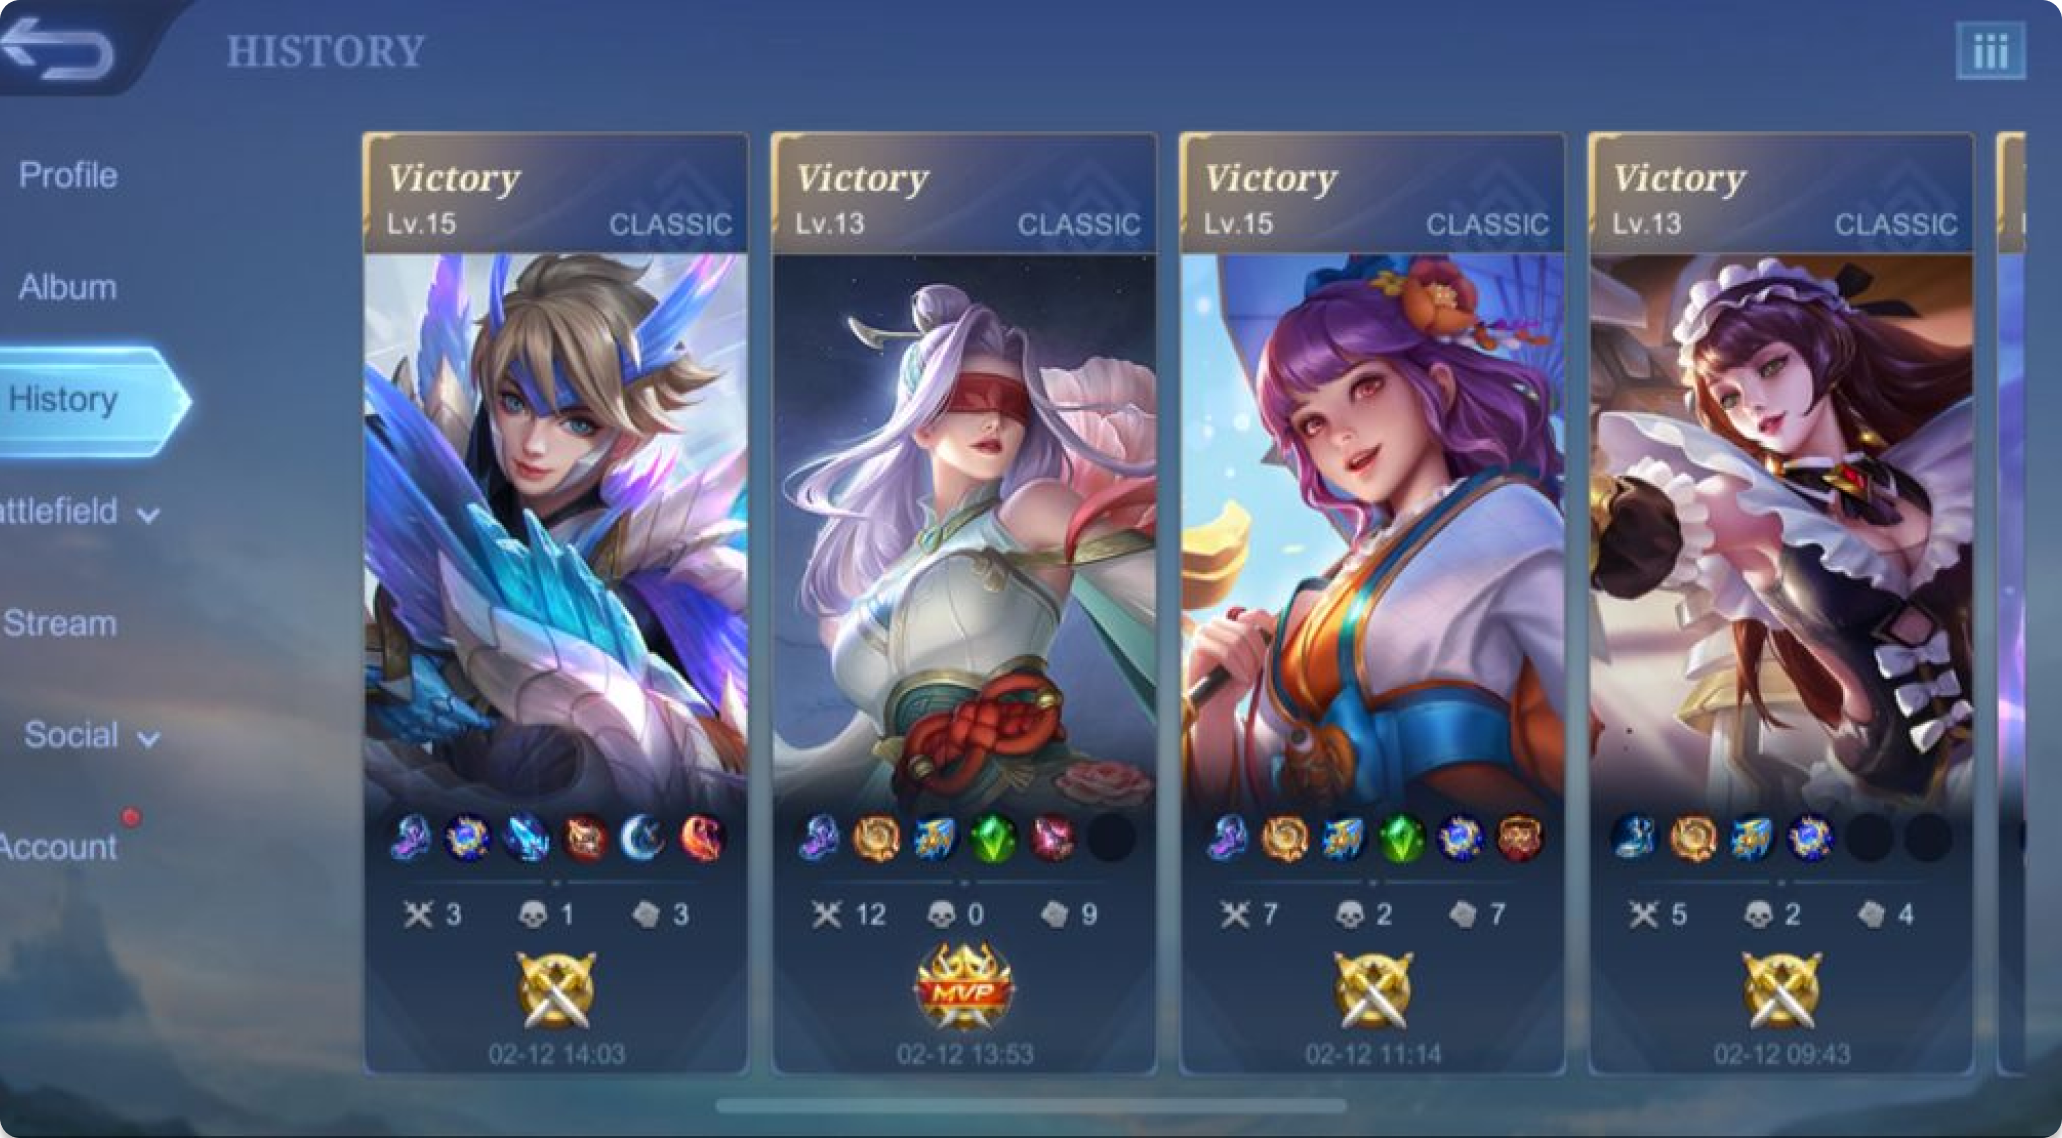 HISTORY
Profile
Album
History
attlefield
Stream
Social
Account
Victory
Lv.15 CLASSIC
3 1 3
02-12 14:03
Victory
Lv.13 CLASSIC
12 0 9
MVP
02-12 13:53
Victory
Lv.15 CLASSIC
7 2 7
02-12 11:14
Victory
Lv.13 CLASSIC
5 2 4
02-12 09:43